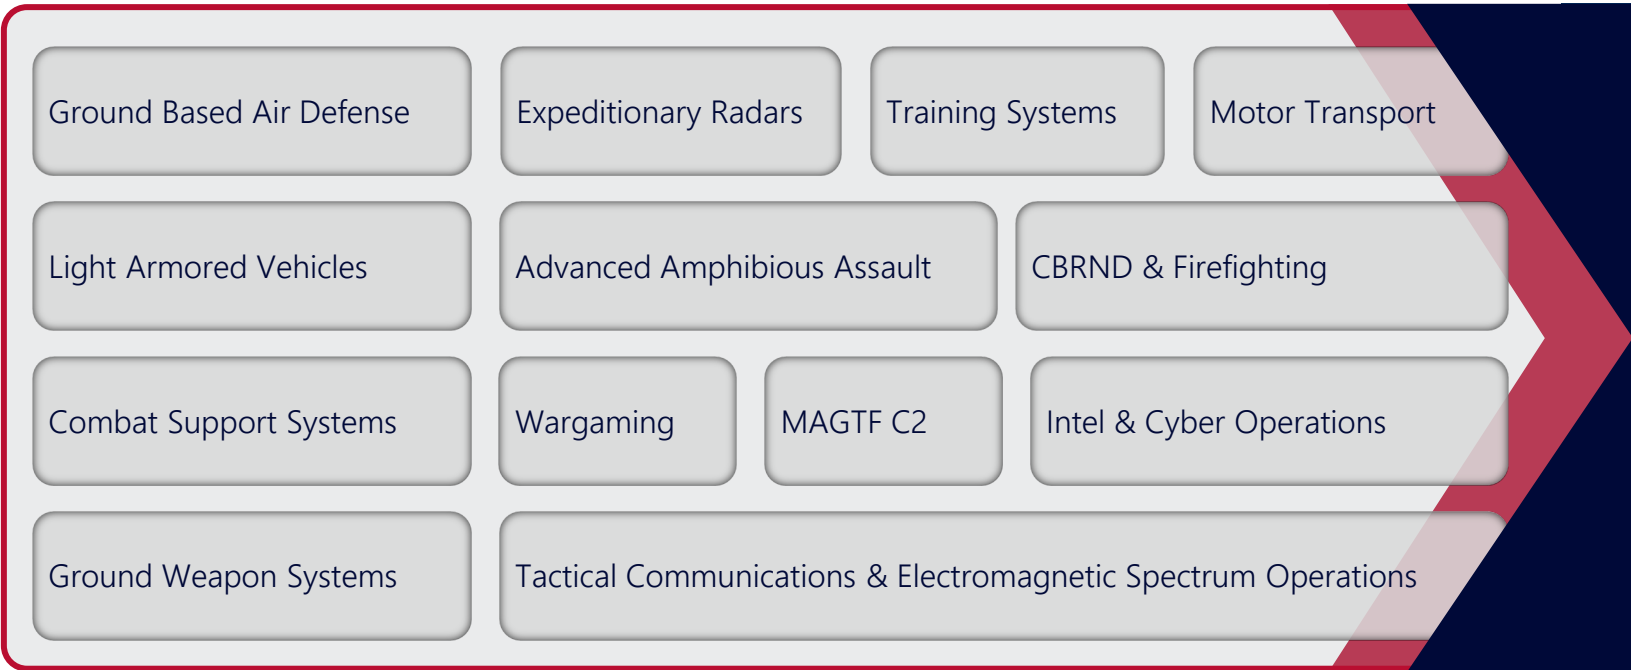 Ground Based Air Defense
Expeditionary Radars
Training Systems
Motor Transport
Light Armored Vehicles
Advanced Amphibious Assault
CBRND & Firefighting
Combat Support Systems
Wargaming
MAGTF C2
Intel & Cyber Operations
Ground Weapon Systems
Tactical Communications & Electromagnetic Spectrum Operations